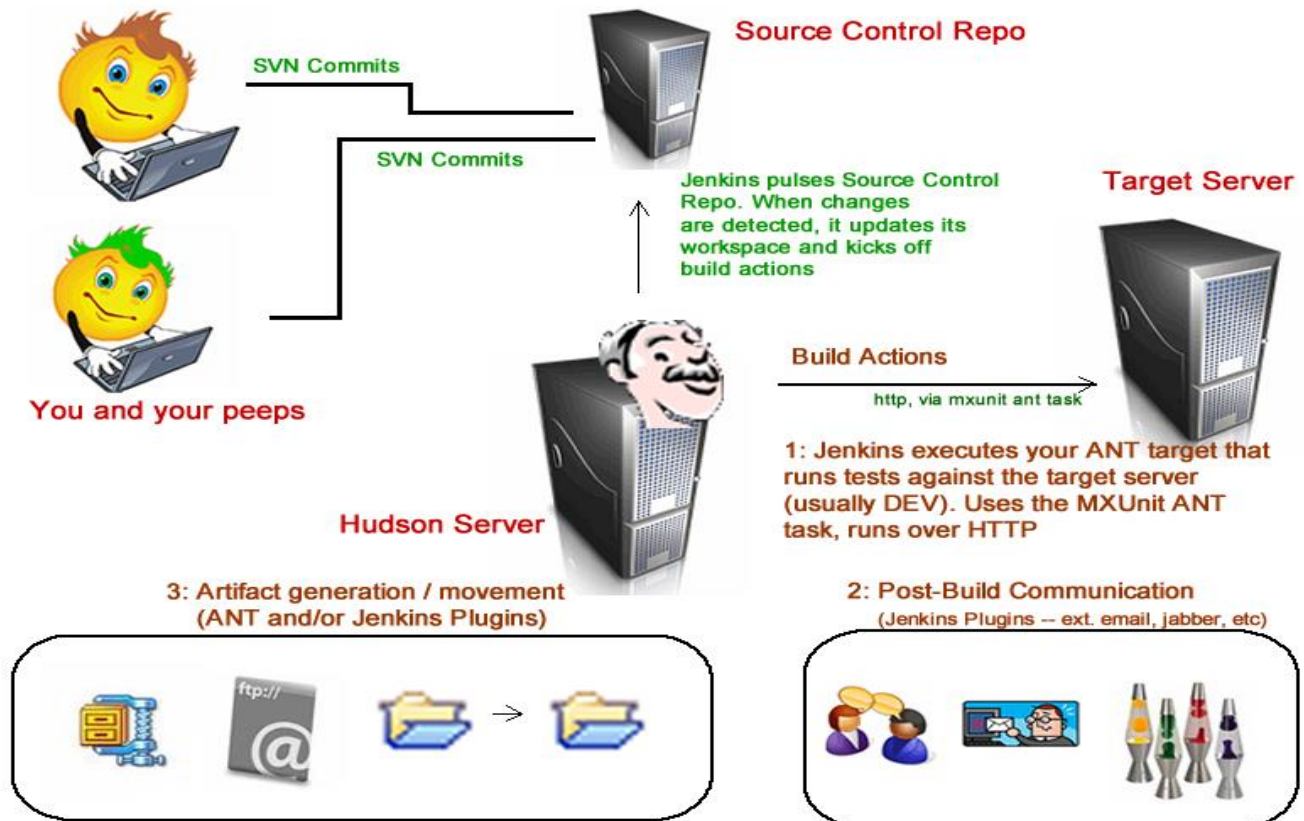 Source Control Repo
SVN Commits
SVN Commits
Jenkins pulses Source Control
Repo. When changes
are detected, it updates its
workspace and kicks off
build actions
Target Server
You and your peeps
Build Actions
http, via mxunit ant task
1: Jenkins executes your ANT target that
runs tests against the target server
(usually DEV). Uses the MXUnit ANT
task, runs over HTTP
Hudson Server
3: Artifact generation / movement
(ANT and/or Jenkins Plugins)
ftp://
@
2: Post-Build Communication
(Jenkins Plugins -- ext. email, jabber, etc)